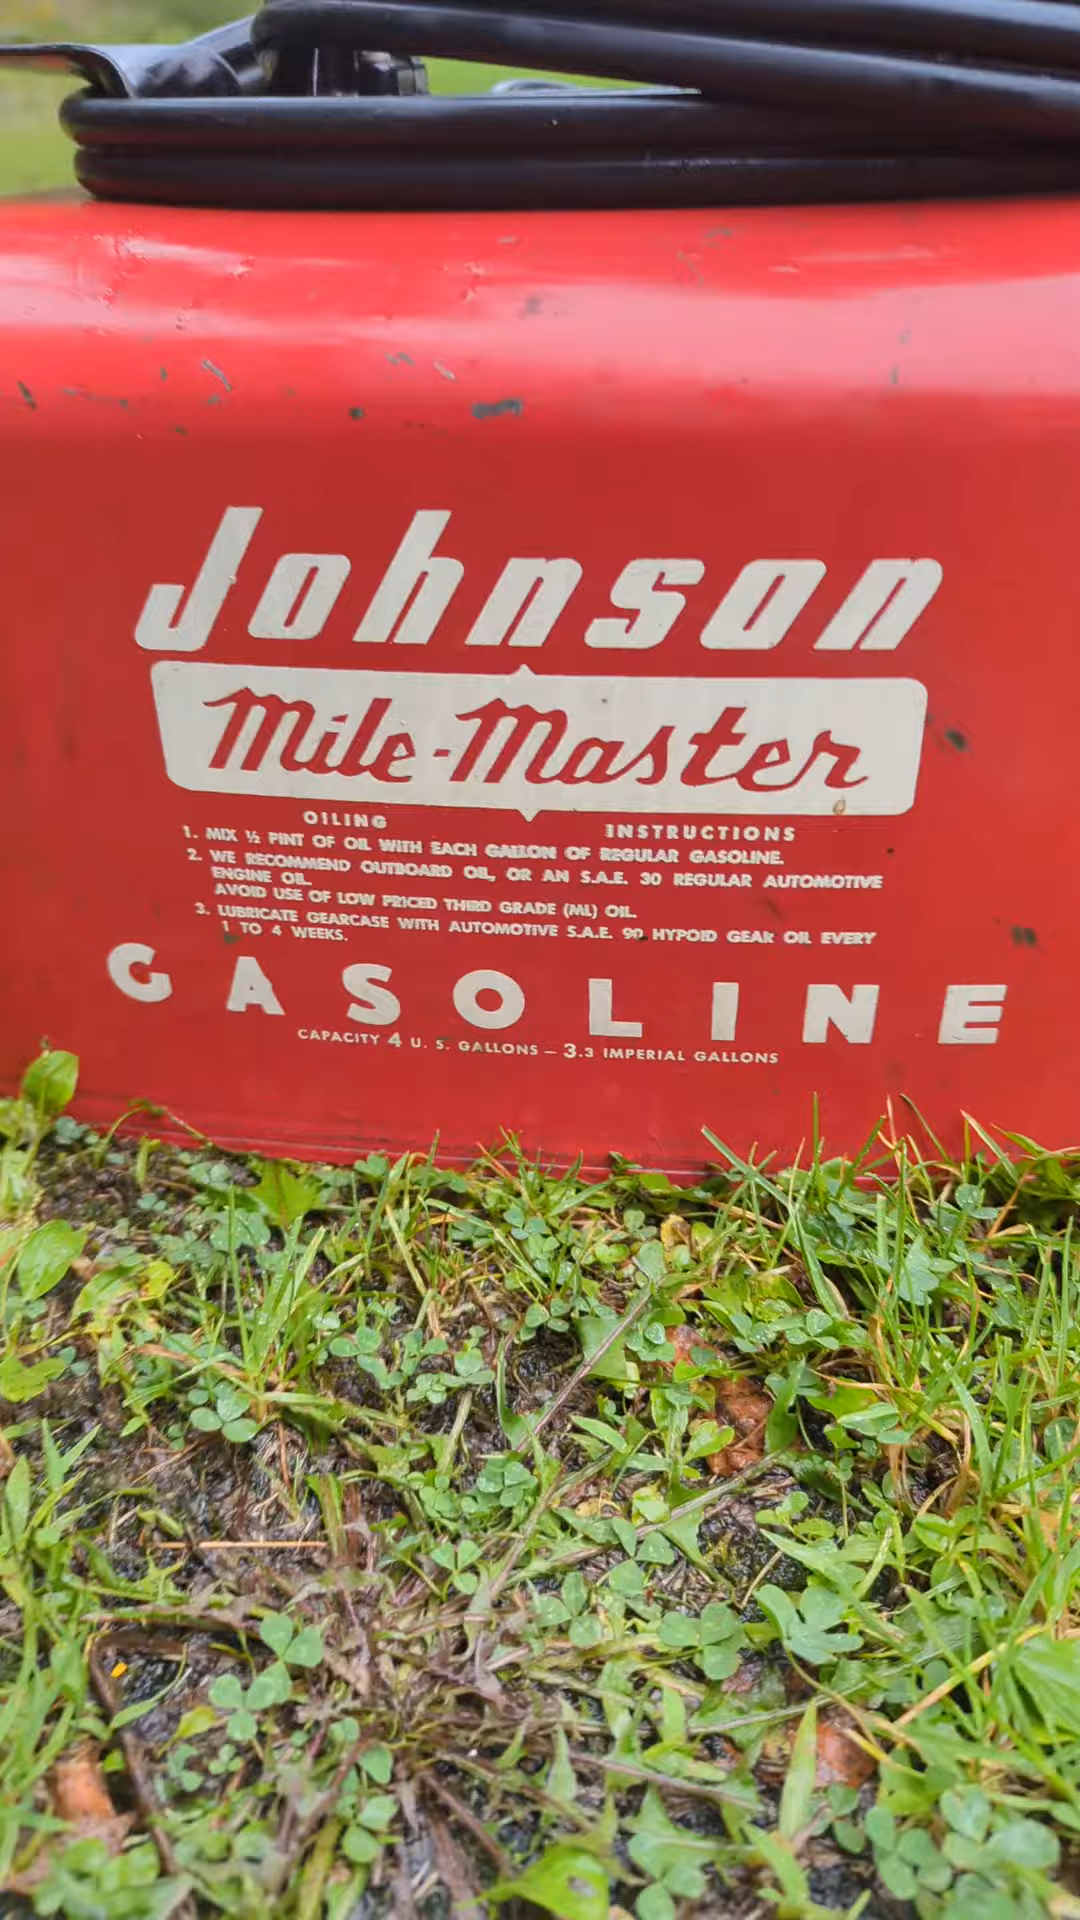 Johnson
Mile-Master
OILING INSTRUCTIONS
1. MIX ½ PINT OF OIL WITH EACH GALLON OF REGULAR GASOLINE.
2. WE RECOMMEND OUTBOARD OIL, OR AN S.A.E. 30 REGULAR AUTOMOTIVE
ENGINE OIL.
AVOID USE OF LOW PRICED THIRD GRADE (ML) OIL.
3. LUBRICATE GEARCASE WITH AUTOMOTIVE S.A.E. 90 HYPOID GEAR OIL EVERY
1 TO 4 WEEKS.
GASOLINE
CAPACITY 4 U. S. GALLONS – 3.3 IMPERIAL GALLONS